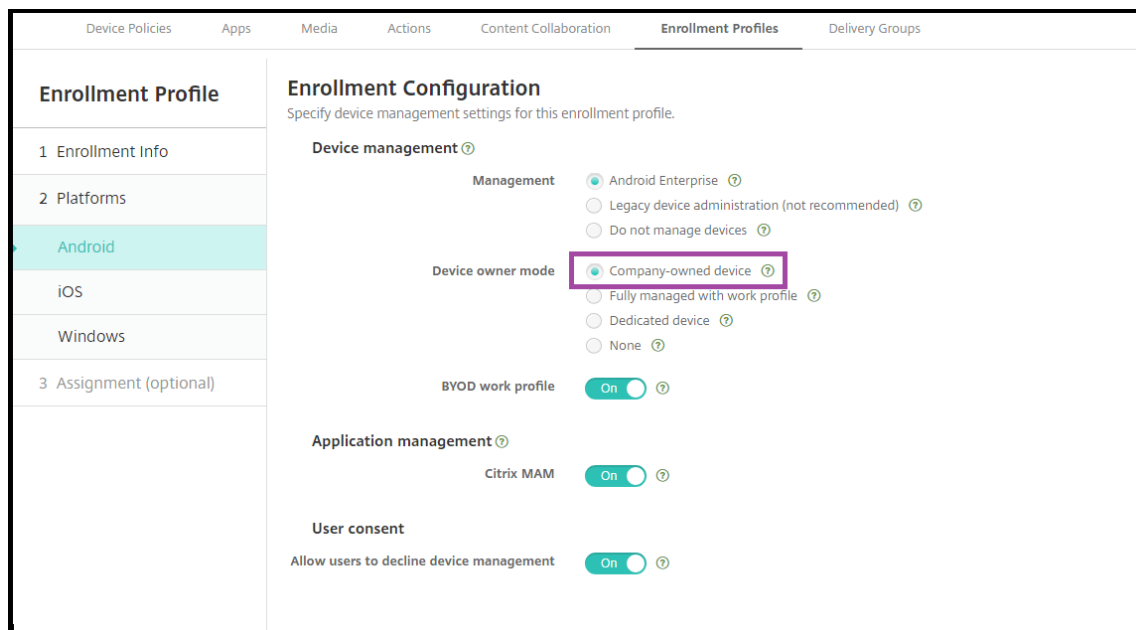 Device Policies Apps Media Actions Content Collaboration Enrollment Profiles Delivery Groups
Enrollment Profile
1 Enrollment Info
2 Platforms
Android
iOS
Windows
3 Assignment (optional)
Enrollment Configuration
Specify device management settings for this enrollment profile.
Device management ?
Management
Android Enterprise ?
Legacy device administration (not recommended) ?
Do not manage devices ?
Device owner mode
Company-owned device ?
Fully managed with work profile ?
Dedicated device ?
None ?
BYOD work profile On ?
Application management ?
Citrix MAM On ?
User consent
Allow users to decline device management On ?